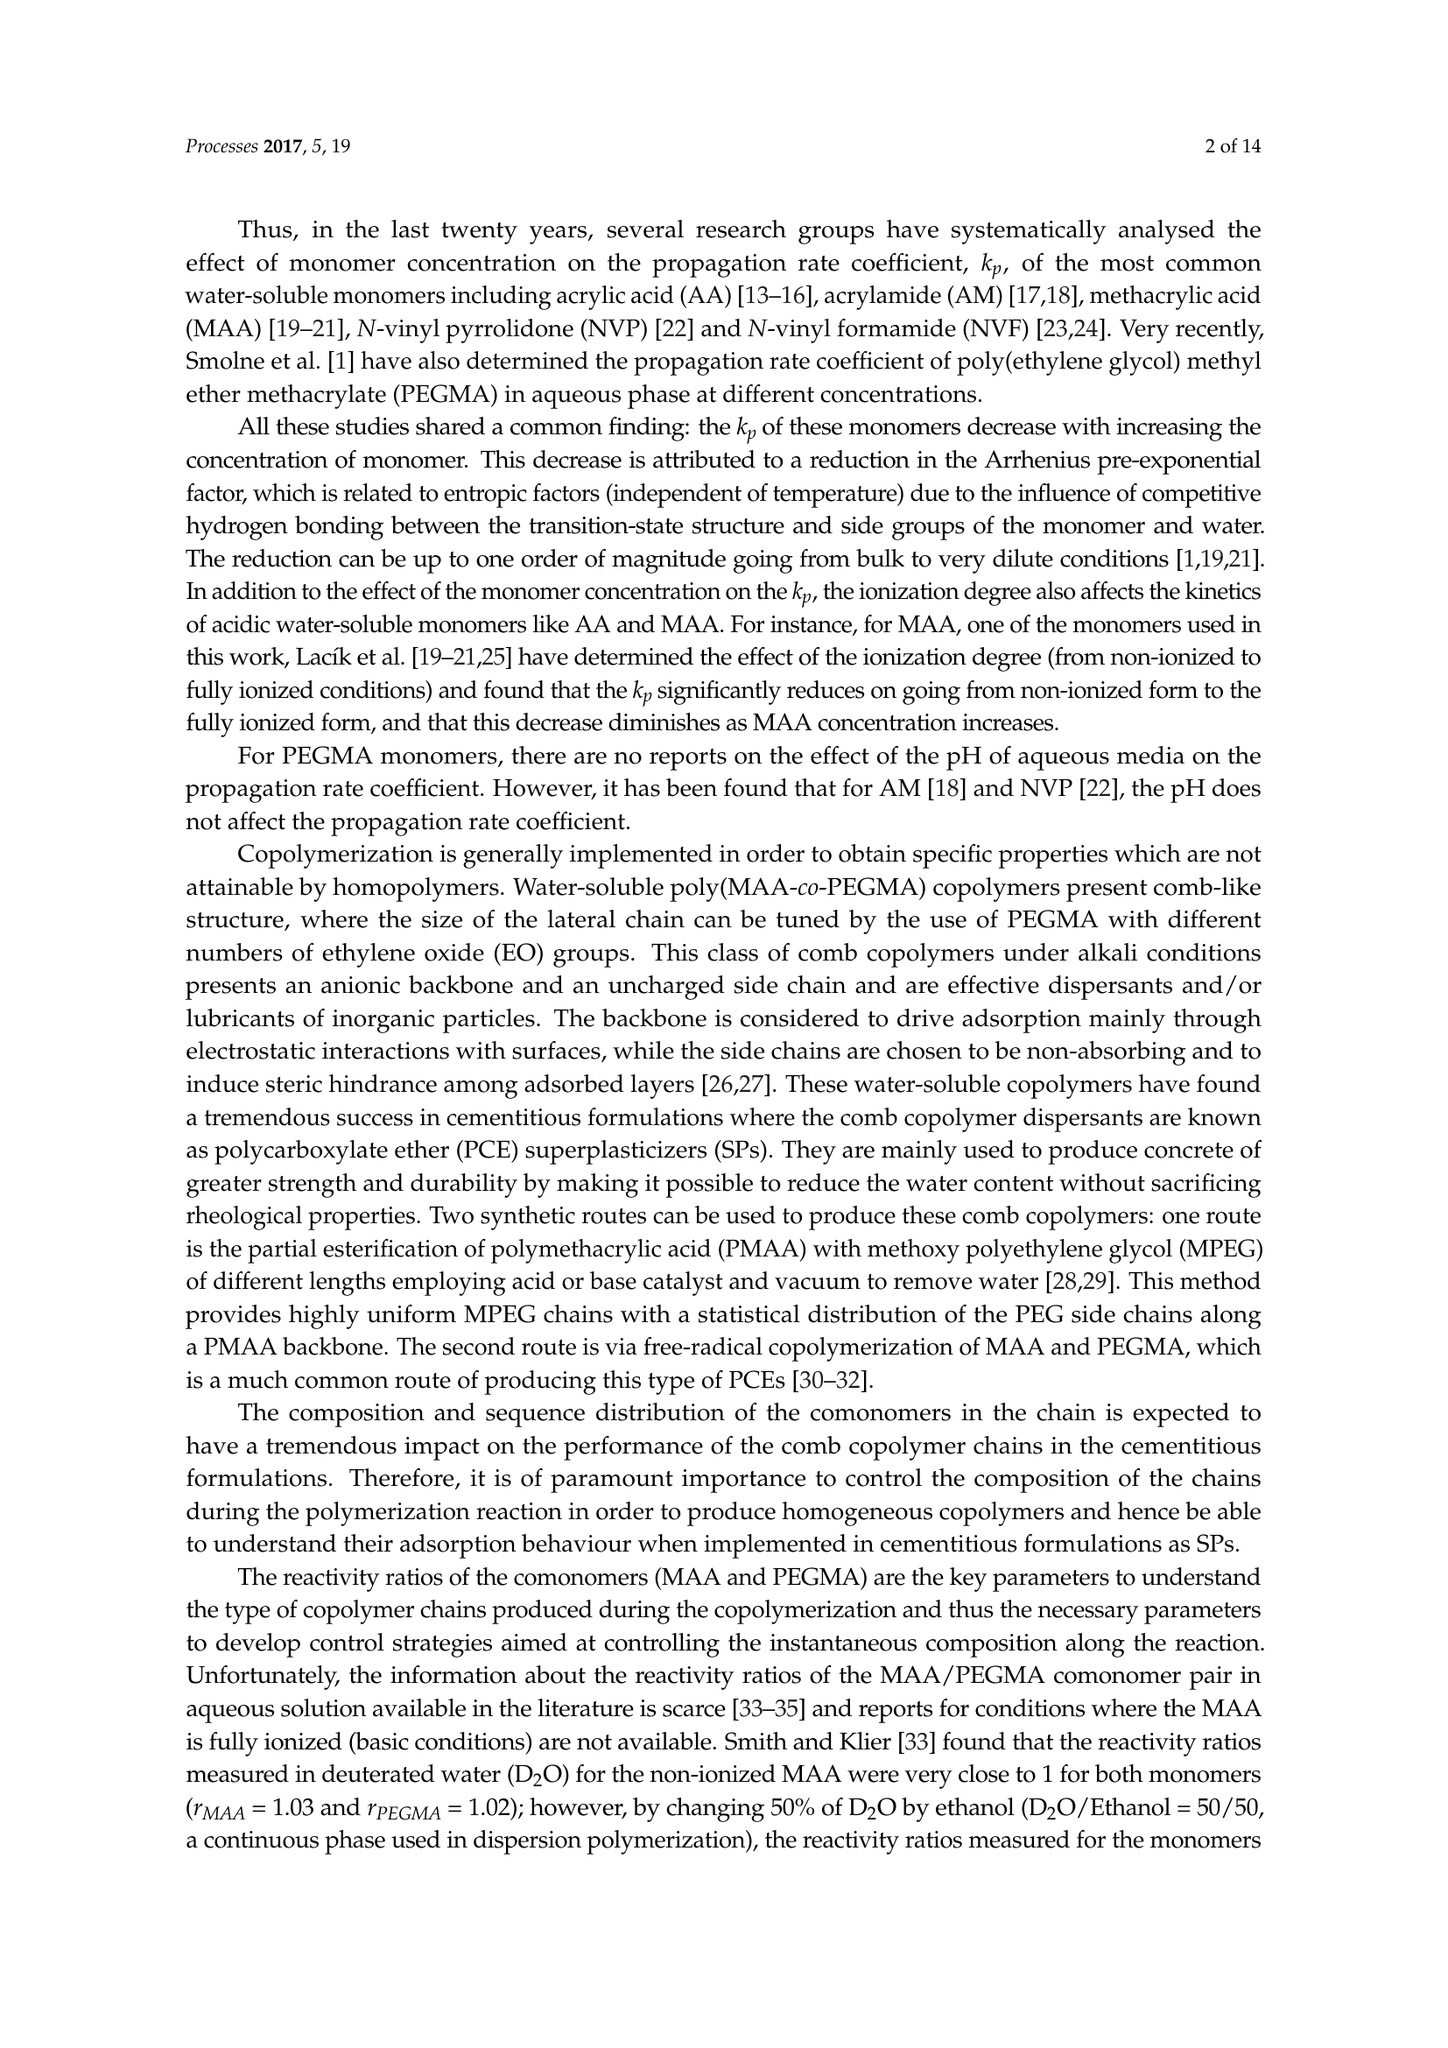 Processes 2017, 5, 19
2 of 14
Thus, in the last twenty years, several research groups have systematically analysed the
effect of monomer concentration on the propagation rate coefficient, kp, of the most common
water-soluble monomers including acrylic acid (AA) [13–16], acrylamide (AM) [17,18], methacrylic acid
(MAA) [19–21], N-vinyl pyrrolidone (NVP) [22] and N-vinyl formamide (NVF) [23,24]. Very recently,
Smolne et al. [1] have also determined the propagation rate coefficient of poly(ethylene glycol) methyl
ether methacrylate (PEGMA) in aqueous phase at different concentrations.
All these studies shared a common finding: the kp of these monomers decrease with increasing the
concentration of monomer. This decrease is attributed to a reduction in the Arrhenius pre-exponential
factor, which is related to entropic factors (independent of temperature) due to the influence of competitive
hydrogen bonding between the transition-state structure and side groups of the monomer and water.
The reduction can be up to one order of magnitude going from bulk to very dilute conditions [1,19,21].
In addition to the effect of the monomer concentration on the kp, the ionization degree also affects the kinetics
of acidic water-soluble monomers like AA and MAA. For instance, for MAA, one of the monomers used in
this work, Lacík et al. [19–21,25] have determined the effect of the ionization degree (from non-ionized to
fully ionized conditions) and found that the kp significantly reduces on going from non-ionized form to the
fully ionized form, and that this decrease diminishes as MAA concentration increases.
For PEGMA monomers, there are no reports on the effect of the pH of aqueous media on the
propagation rate coefficient. However, it has been found that for AM [18] and NVP [22], the pH does
not affect the propagation rate coefficient.
Copolymerization is generally implemented in order to obtain specific properties which are not
attainable by homopolymers. Water-soluble poly(MAA-co-PEGMA) copolymers present comb-like
structure, where the size of the lateral chain can be tuned by the use of PEGMA with different
numbers of ethylene oxide (EO) groups. This class of comb copolymers under alkali conditions
presents an anionic backbone and an uncharged side chain and are effective dispersants and/or
lubricants of inorganic particles. The backbone is considered to drive adsorption mainly through
electrostatic interactions with surfaces, while the side chains are chosen to be non-absorbing and to
induce steric hindrance among adsorbed layers [26,27]. These water-soluble copolymers have found
a tremendous success in cementitious formulations where the comb copolymer dispersants are known
as polycarboxylate ether (PCE) superplasticizers (SPs). They are mainly used to produce concrete of
greater strength and durability by making it possible to reduce the water content without sacrificing
rheological properties. Two synthetic routes can be used to produce these comb copolymers: one route
is the partial esterification of polymethacrylic acid (PMAA) with methoxy polyethylene glycol (MPEG)
of different lengths employing acid or base catalyst and vacuum to remove water [28,29]. This method
provides highly uniform MPEG chains with a statistical distribution of the PEG side chains along
a PMAA backbone. The second route is via free-radical copolymerization of MAA and PEGMA, which
is a much common route of producing this type of PCEs [30–32].
The composition and sequence distribution of the comonomers in the chain is expected to
have a tremendous impact on the performance of the comb copolymer chains in the cementitious
formulations. Therefore, it is of paramount importance to control the composition of the chains
during the polymerization reaction in order to produce homogeneous copolymers and hence be able
to understand their adsorption behaviour when implemented in cementitious formulations as SPs.
The reactivity ratios of the comonomers (MAA and PEGMA) are the key parameters to understand
the type of copolymer chains produced during the copolymerization and thus the necessary parameters
to develop control strategies aimed at controlling the instantaneous composition along the reaction.
Unfortunately, the information about the reactivity ratios of the MAA/PEGMA comonomer pair in
aqueous solution available in the literature is scarce [33–35] and reports for conditions where the MAA
is fully ionized (basic conditions) are not available. Smith and Klier [33] found that the reactivity ratios
measured in deuterated water (D2O) for the non-ionized MAA were very close to 1 for both monomers
(rMAA = 1.03 and rPEGMA = 1.02); however, by changing 50% of D2O by ethanol (D2O/Ethanol = 50/50,
a continuous phase used in dispersion polymerization), the reactivity ratios measured for the monomers